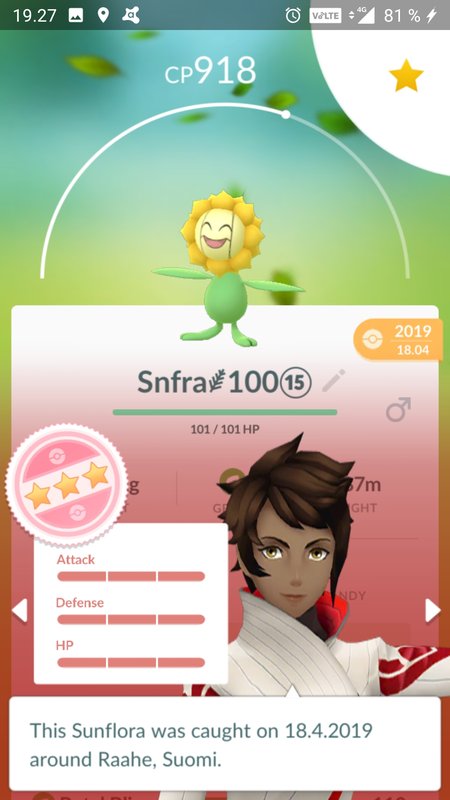 19.27 VoLTE 4G 81 %
CP918
2019
18.04
Snfra 100 15
101 / 101 HP
g
7m
GHT
Attack
Defense
NDY
HP
This Sunflora was caught on 18.4.2019
around Raahe, Suomi.